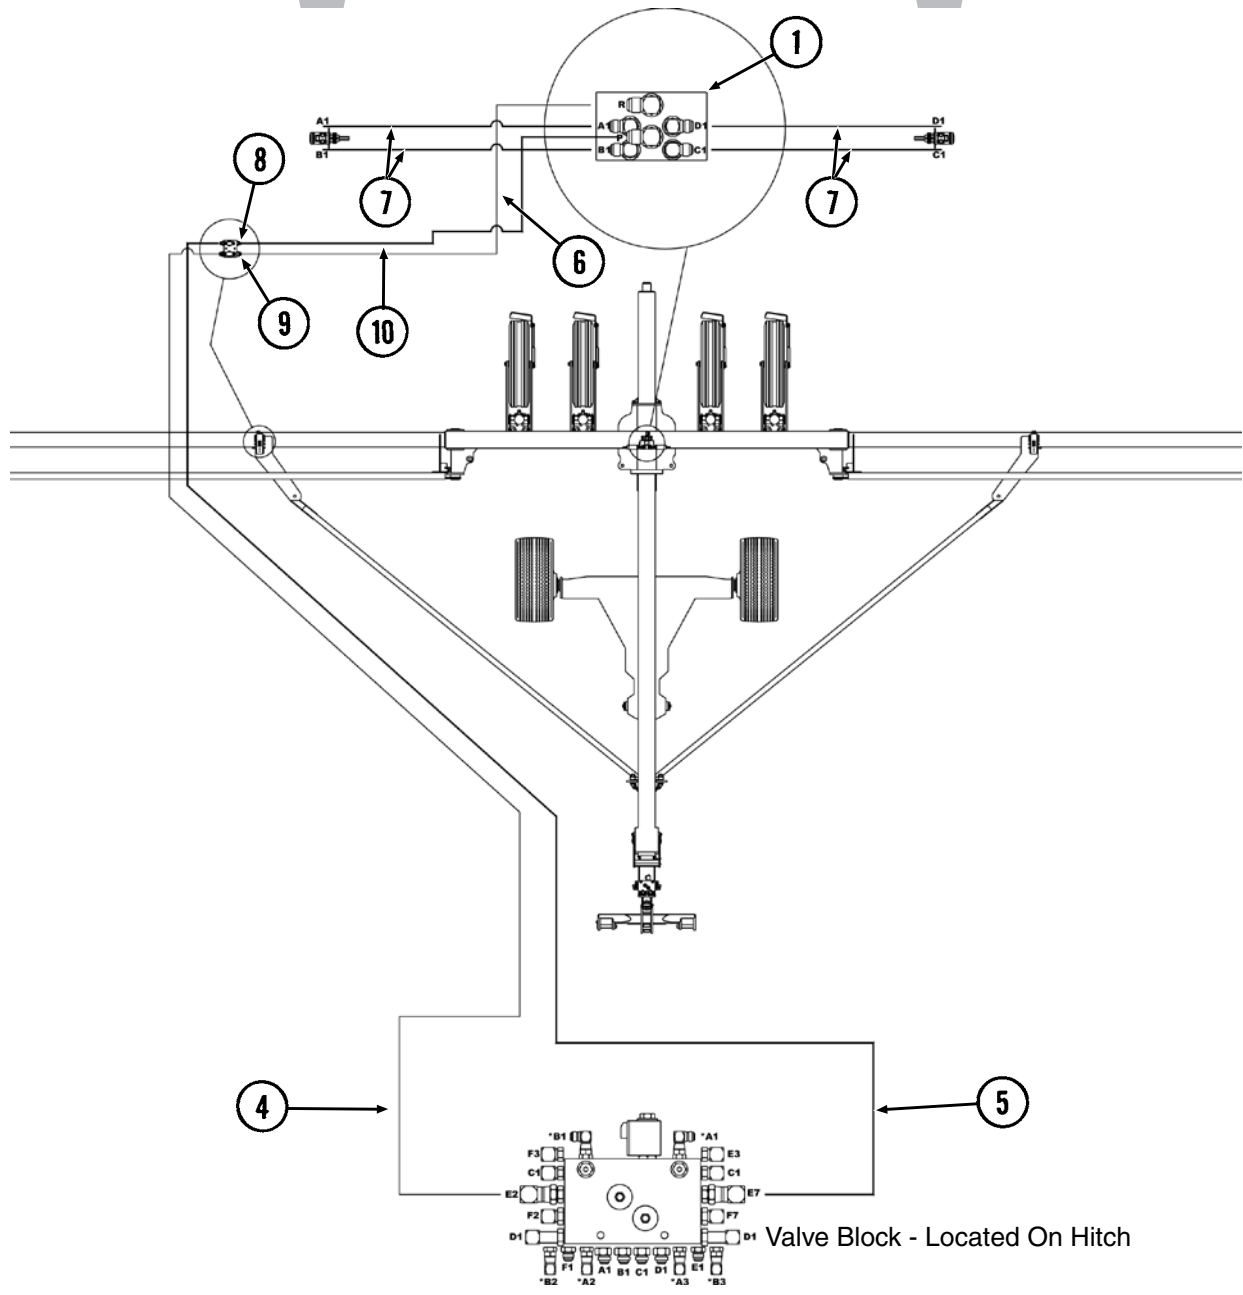 1
R
A1
D1
A1
D1
P
B1
C1
B1
C1
8
7
7
6
9
10
4
5
*B1
*A1
F3
E3
C1
C1
E2
E7
F2
F7
D1
D1
Valve Block - Located On Hitch
F1
A1
B1
C1
D1
E1
*B2
*A2
*A3
*B3